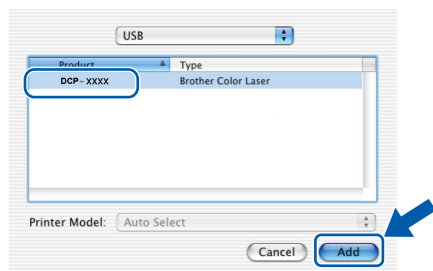 USB
Product Type
DCP-XXXX Brother Color Laser
Printer Model: Auto Select
Cancel Add